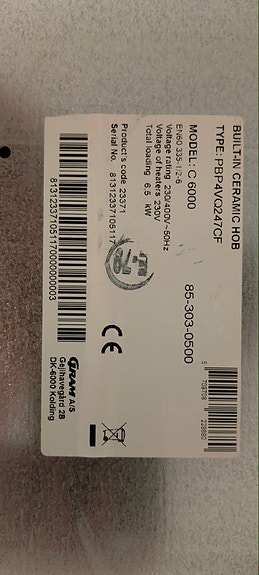 BUILT-IN CERAMIC HOB
TYPE: PBP4VQ247CF
MODEL: C 6000
85-303-0500
EN60 335-1/2-6
Voltage rating 230/400V ~50Hz
Voltage of heaters 230V
Total loading 6.5 kW
Product's code 23371
Serial No. 81312337105117
CE
GRAM A/S
Gejlhavegård 2B
DK-6000 Kolding